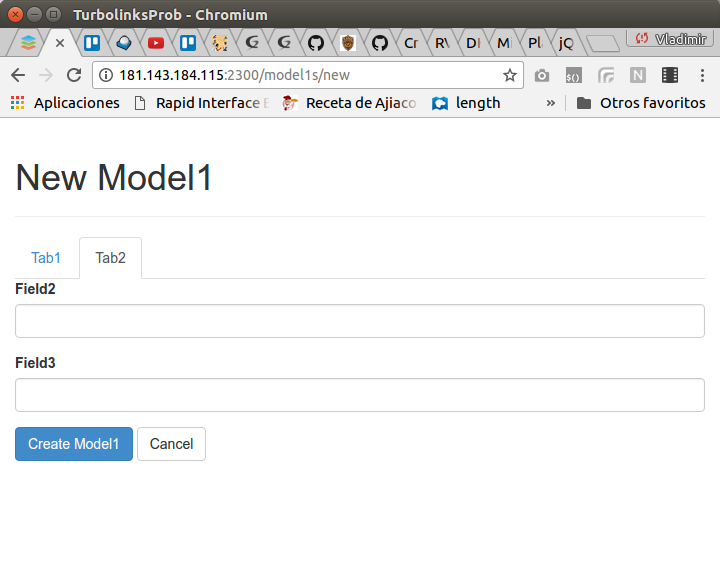 TurbolinksProb - Chromium
Cr RV DI Mi Pl jQ Vladimir
181.143.184.115:2300/model1s/new
$()
N
Aplicaciones Rapid Interface Receta de Ajiaco length » Otros favoritos
New Model1
Tab1 Tab2
Field2
Field3
Create Model1 Cancel